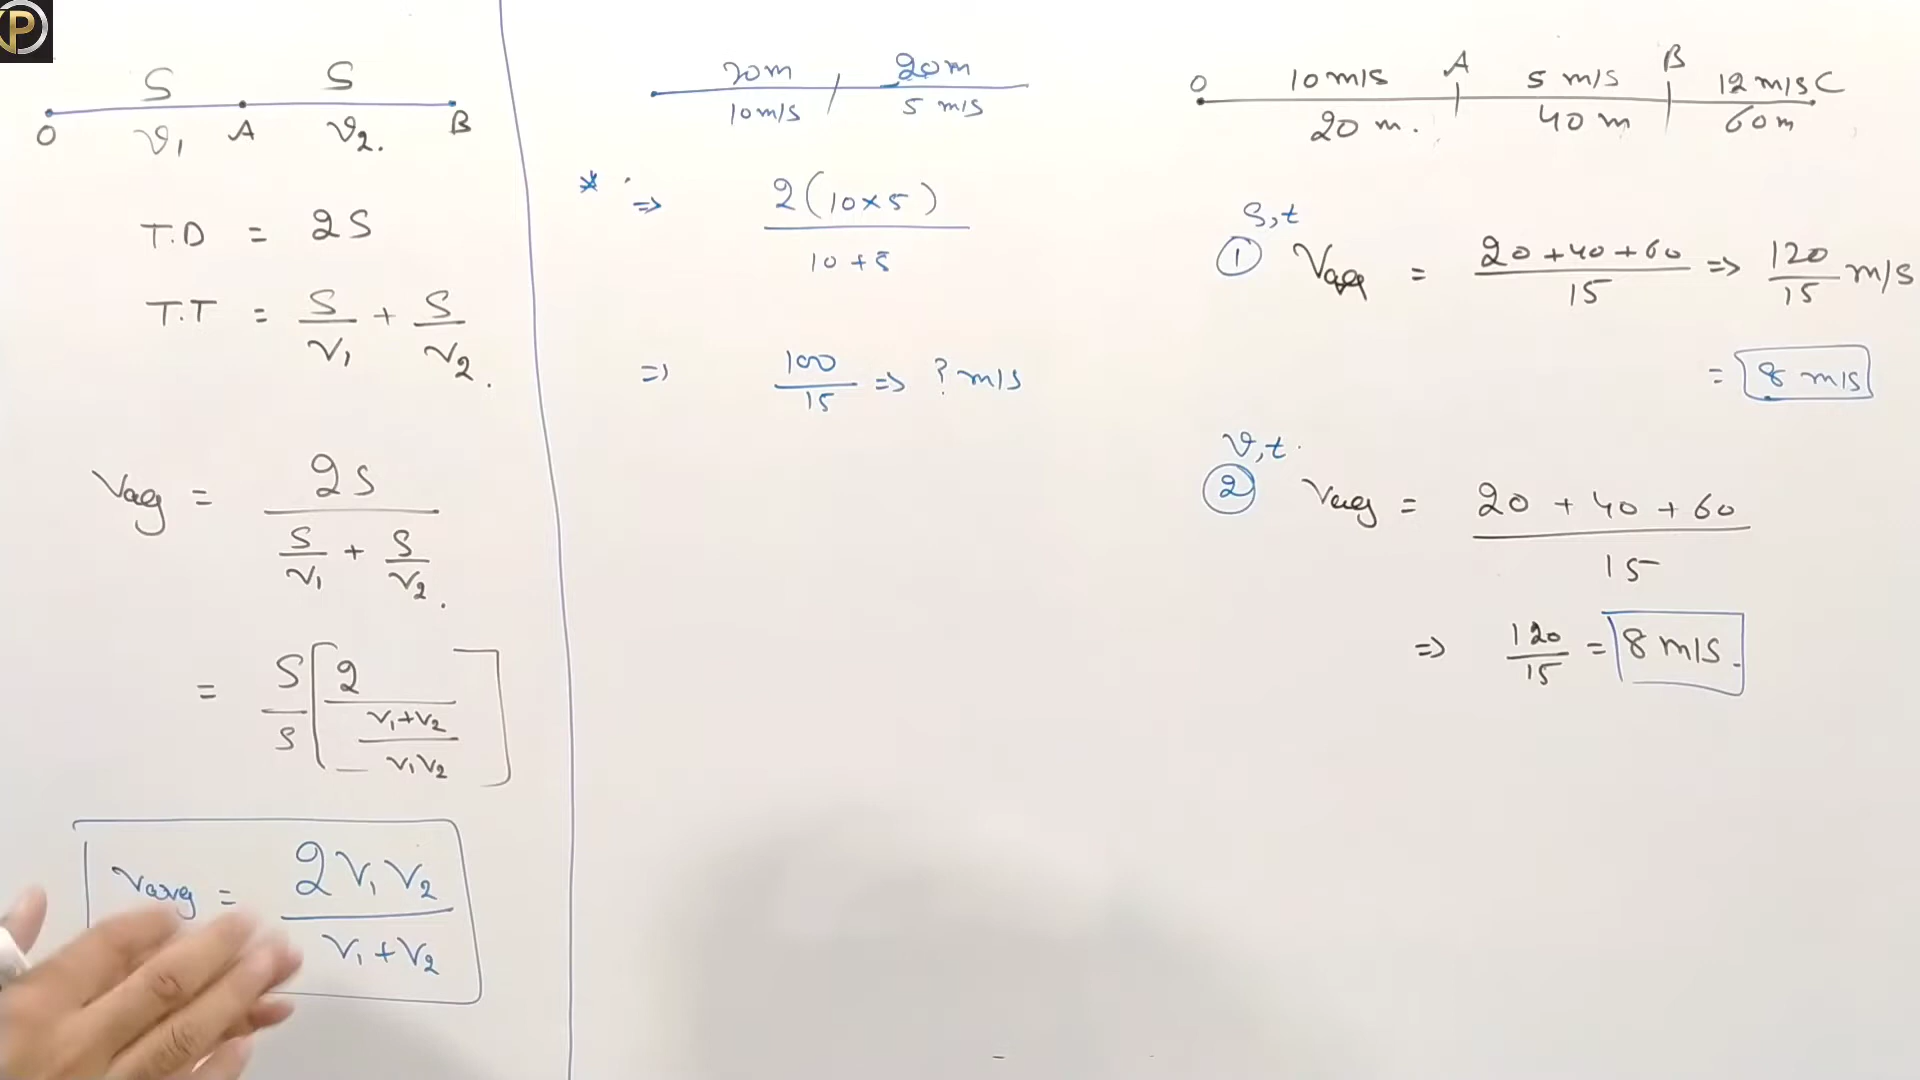 P
S S
O v₁ A v₂. B
T.D = 2S
T.T = S/v₁ + S/v₂.
Vavg = 2S / (S/v₁ + S/v₂.)
= S/S [2 / ((v₁+v₂)/(v₁v₂))]
Vavg = 2v₁v₂ / (v₁+v₂)
20m / 20m
10m/s 5 m/s
* => 2(10×5) / (10+5)
=> 100/15 => ? m/s
O 10 m/s A 5 m/s B 12 m/s C
20 m. 40 m 60m
S,t
① Vavg = (20+40+60)/15 => 120/15 m/s
= 8 m/s
v,t.
② Vavg = (20 + 40 + 60)/15
=> 120/15 = 8 m/s.